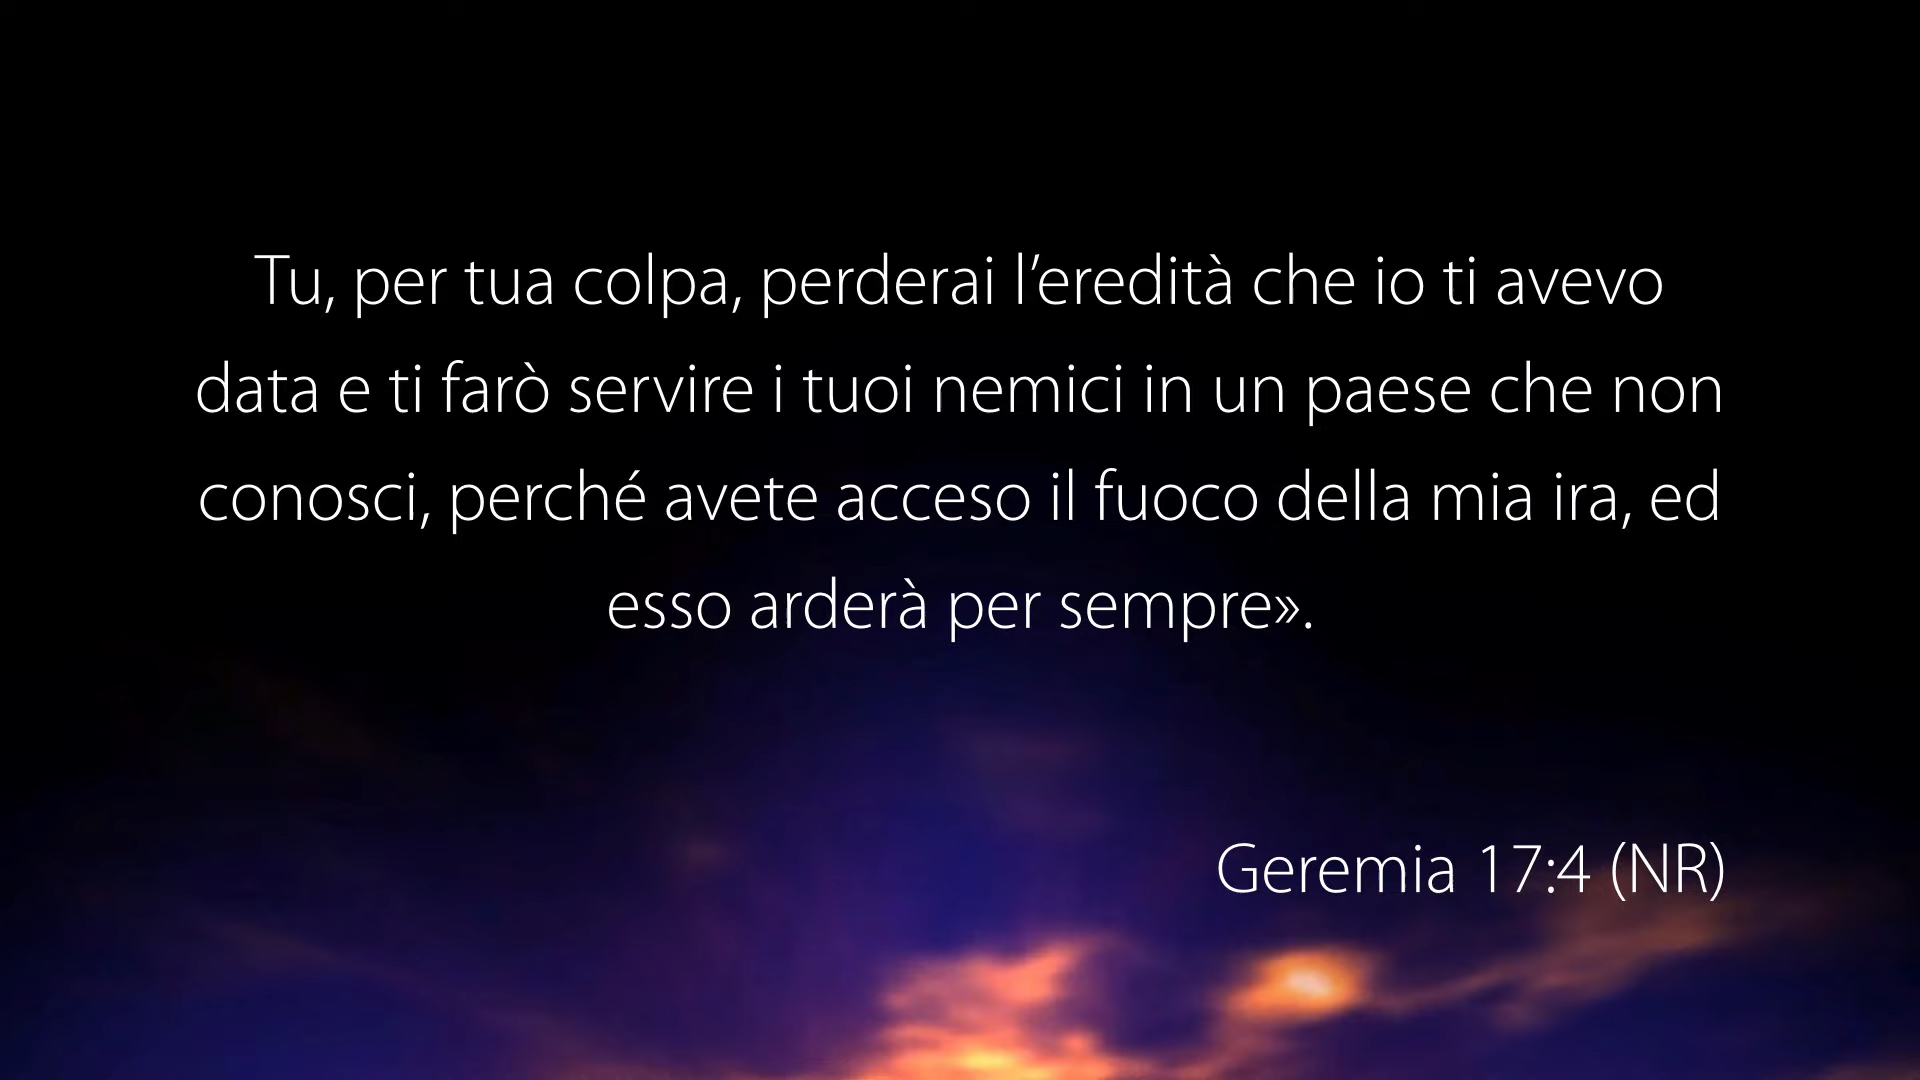 Tu, per tua colpa, perderai l’eredità che io ti avevo
data e ti farò servire i tuoi nemici in un paese che non
conosci, perché avete acceso il fuoco della mia ira, ed
esso arderà per sempre».
Geremia 17:4 (NR)